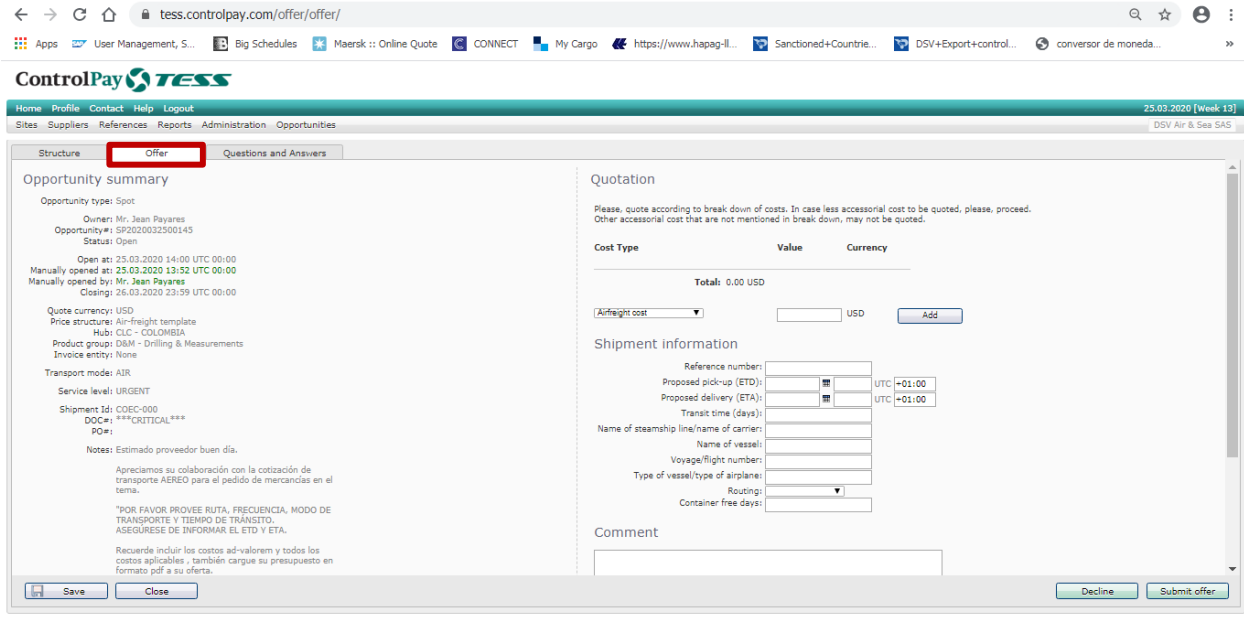 tess.controlpay.com/offer/offer/
Apps User Management, S... Big Schedules Maersk :: Online Quote CONNECT My Cargo https://www.hapag-ll... Sanctioned+Countrie... DSV+Export+control... conversor de moneda... »
ControlPay TESS
Home Profile Contact Help Logout 25.03.2020 [Week 13]
Sites Suppliers References Reports Administration Opportunities DSV Air & Sea SAS
Structure Offer Questions and Answers
Opportunity summary
Opportunity type: Spot
Owner: Mr. Jean Payares
Opportunity#: SP2020032500145
Status: Open
Open at: 25.03.2020 14:00 UTC 00:00
Manually opened at: 25.03.2020 13:52 UTC 00:00
Manually opened by: Mr. Jean Payares
Closing: 26.03.2020 23:59 UTC 00:00
Quote currency: USD
Price structure: Air-freight template
Hub: CLC - COLOMBIA
Product group: D&M - Drilling & Measurements
Invoice entity: None
Transport mode: AIR
Service level: URGENT
Shipment Id: COEC-000
DOC#: ***CRITICAL***
PO#:
Notes: Estimado proveedor buen día.
Apreciamos su colaboración con la cotización de
transporte AEREO para el pedido de mercancías en el
tema.
"POR FAVOR PROVEE RUTA, FRECUENCIA, MODO DE
TRANSPORTE Y TIEMPO DE TRÁNSITO.
ASEGÚRESE DE INFORMAR EL ETD Y ETA.
Recuerde incluir los costos ad-valorem y todos los
costos aplicables , también cargue su presupuesto en
formato pdf a su oferta.
Quotation
Please, quote according to break down of costs. In case less accessorial cost to be quoted, please, proceed.
Other accessorial cost that are not mentioned in break down, may not be quoted.
Cost Type Value Currency
Total: 0.00 USD
Airfreight cost USD Add
Shipment information
Reference number:
Proposed pick-up (ETD): UTC +01:00
Proposed delivery (ETA): UTC +01:00
Transit time (days):
Name of steamship line/name of carrier:
Name of vessel:
Voyage/flight number:
Type of vessel/type of airplane:
Routing:
Container free days:
Comment
Save Close Decline Submit offer